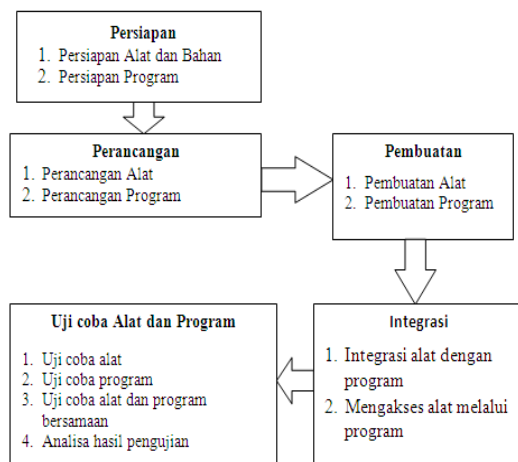 Persiapan
1. Persiapan Alat dan Bahan
2. Persiapan Program
Perancangan
1. Perancangan Alat
2. Perancangan Program
Pembuatan
1. Pembuatan Alat
2. Pembuatan Program
Integrasi
1. Integrasi alat dengan
program
2. Mengakses alat melalui
program
Uji coba Alat dan Program
1. Uji coba alat
2. Uji coba program
3. Uji coba alat dan program
bersamaan
4. Analisa hasil pengujian